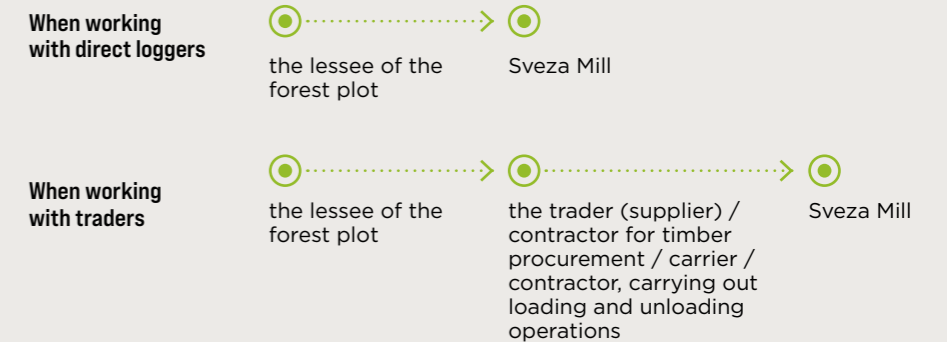 When working
with direct loggers
the lessee of the
forest plot
Sveza Mill
When working
with traders
the lessee of the
forest plot
the trader (supplier) /
contractor for timber
procurement / carrier /
contractor, carrying out
loading and unloading
operations
Sveza Mill